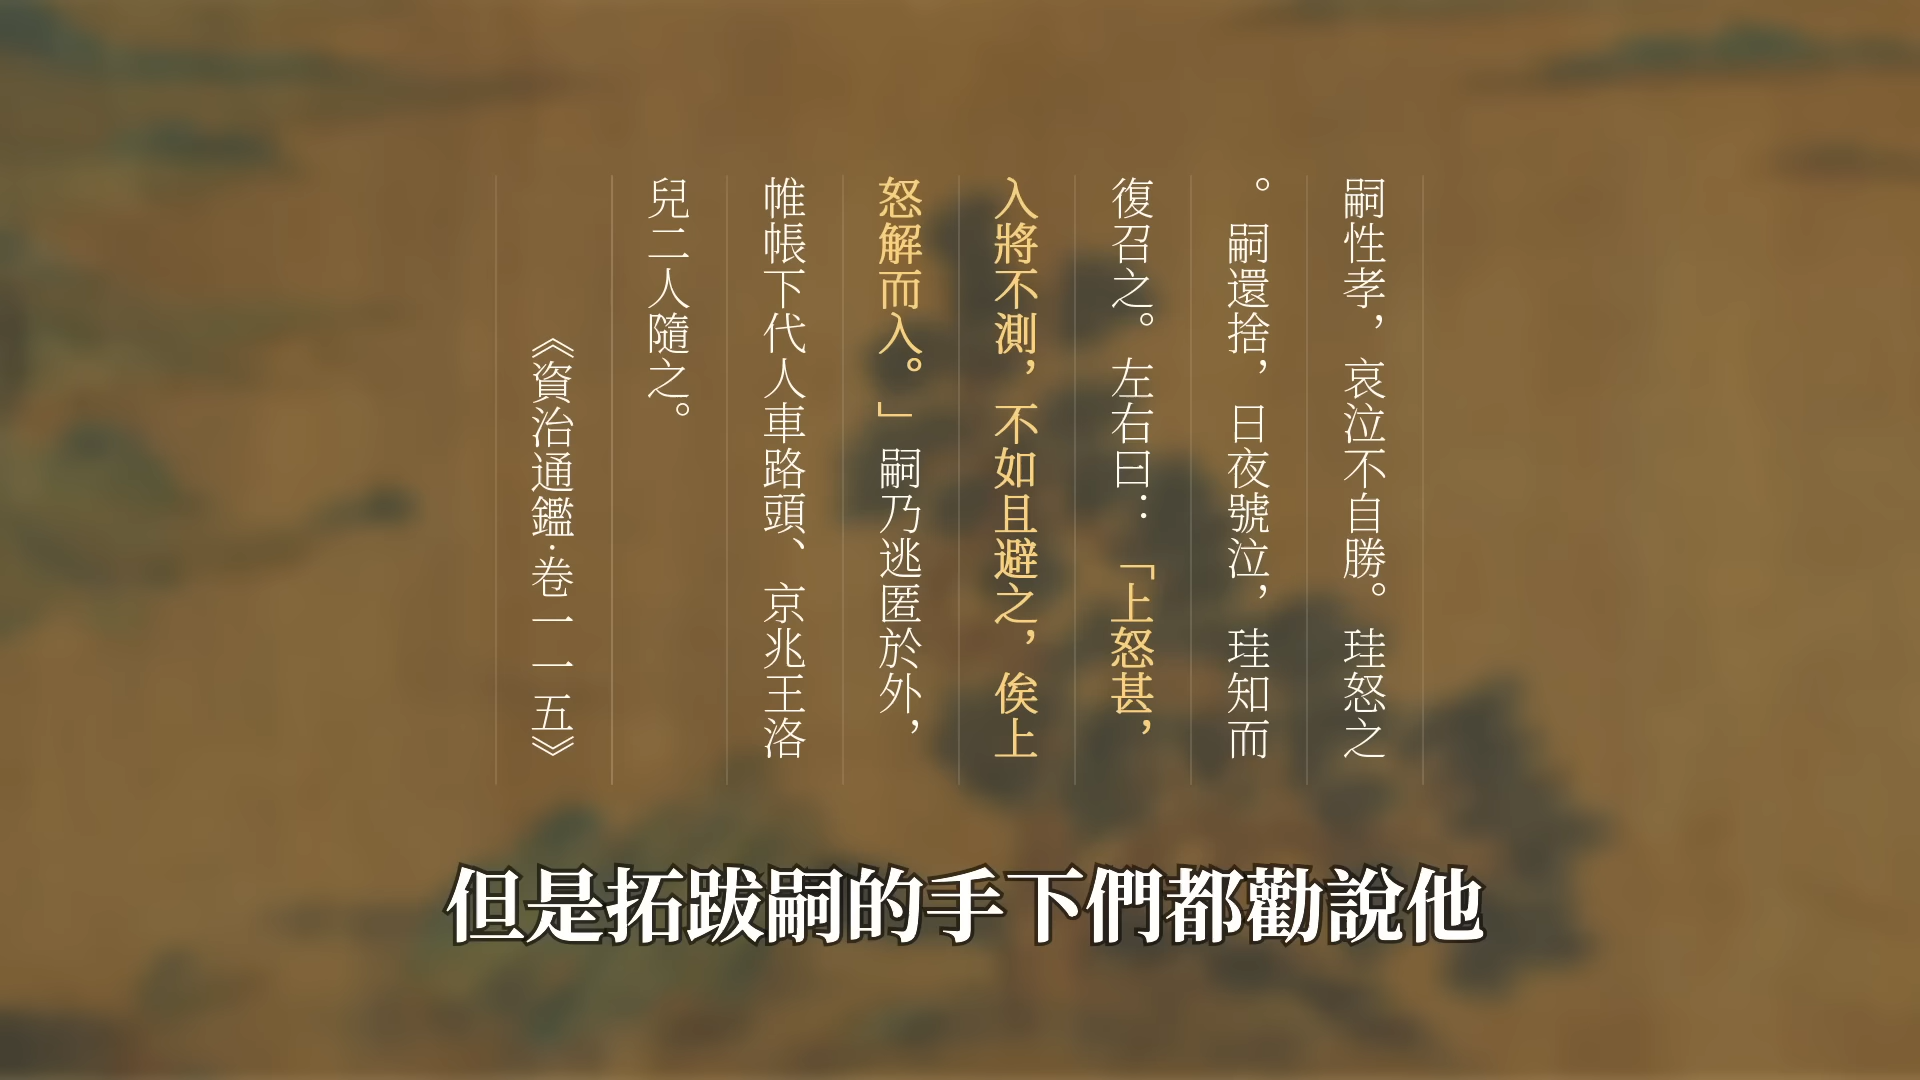 嗣性孝，哀泣不自勝。珪怒之
。嗣還捨，日夜號泣，珪知而
復召之。左右曰：「上怒甚，
入將不測，不如且避之，俟上
怒解而入。」嗣乃逃匿於外，
帷帳下代人車路頭、京兆王洛
兒二人隨之。
《資治通鑑·卷一一五》
但是拓跋嗣的手下們都勸說他